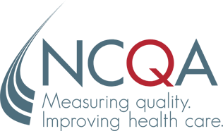 NCQA
Measuring quality.
Improving health care.